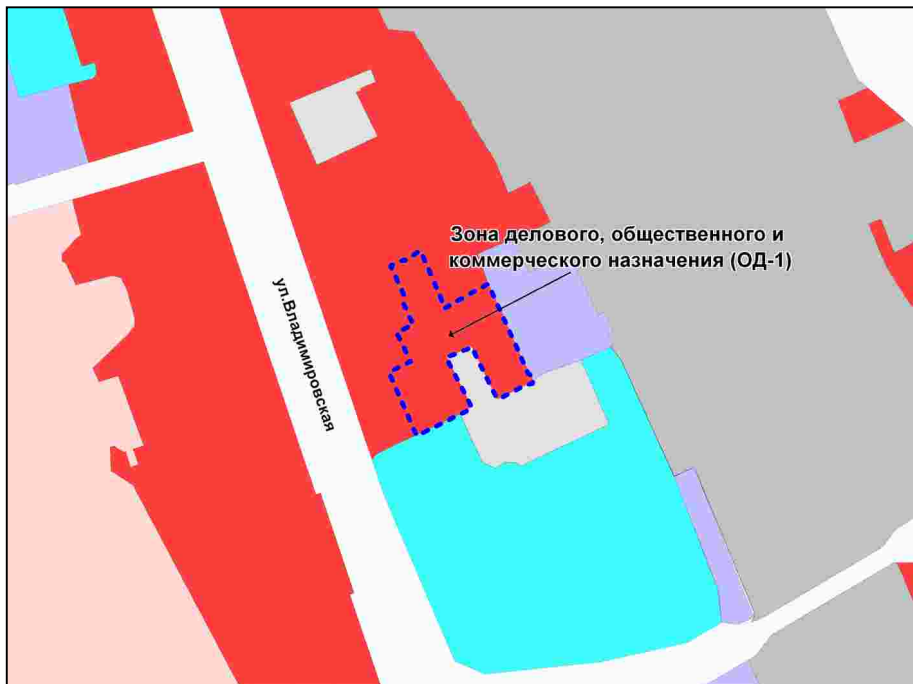 Зона делового, общественного и
коммерческого назначения (ОД-1)
ул.Владимировская